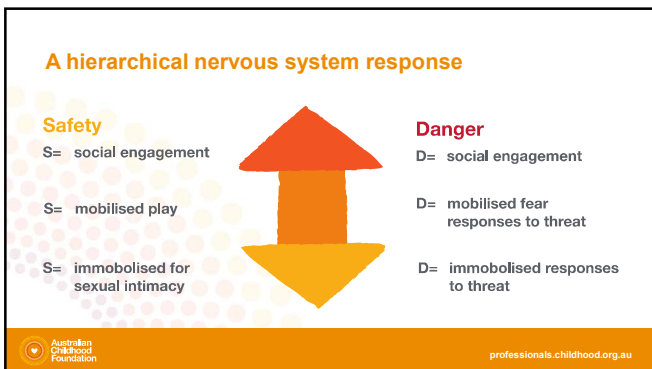 A hierarchical nervous system response
Safety
S= social engagement
S= mobilised play
S= immobolised for
sexual intimacy
Danger
D= social engagement
D= mobilised fear
responses to threat
D= immobolised responses
to threat
Australian
Childhood
Foundation
professionals.childhood.org.au